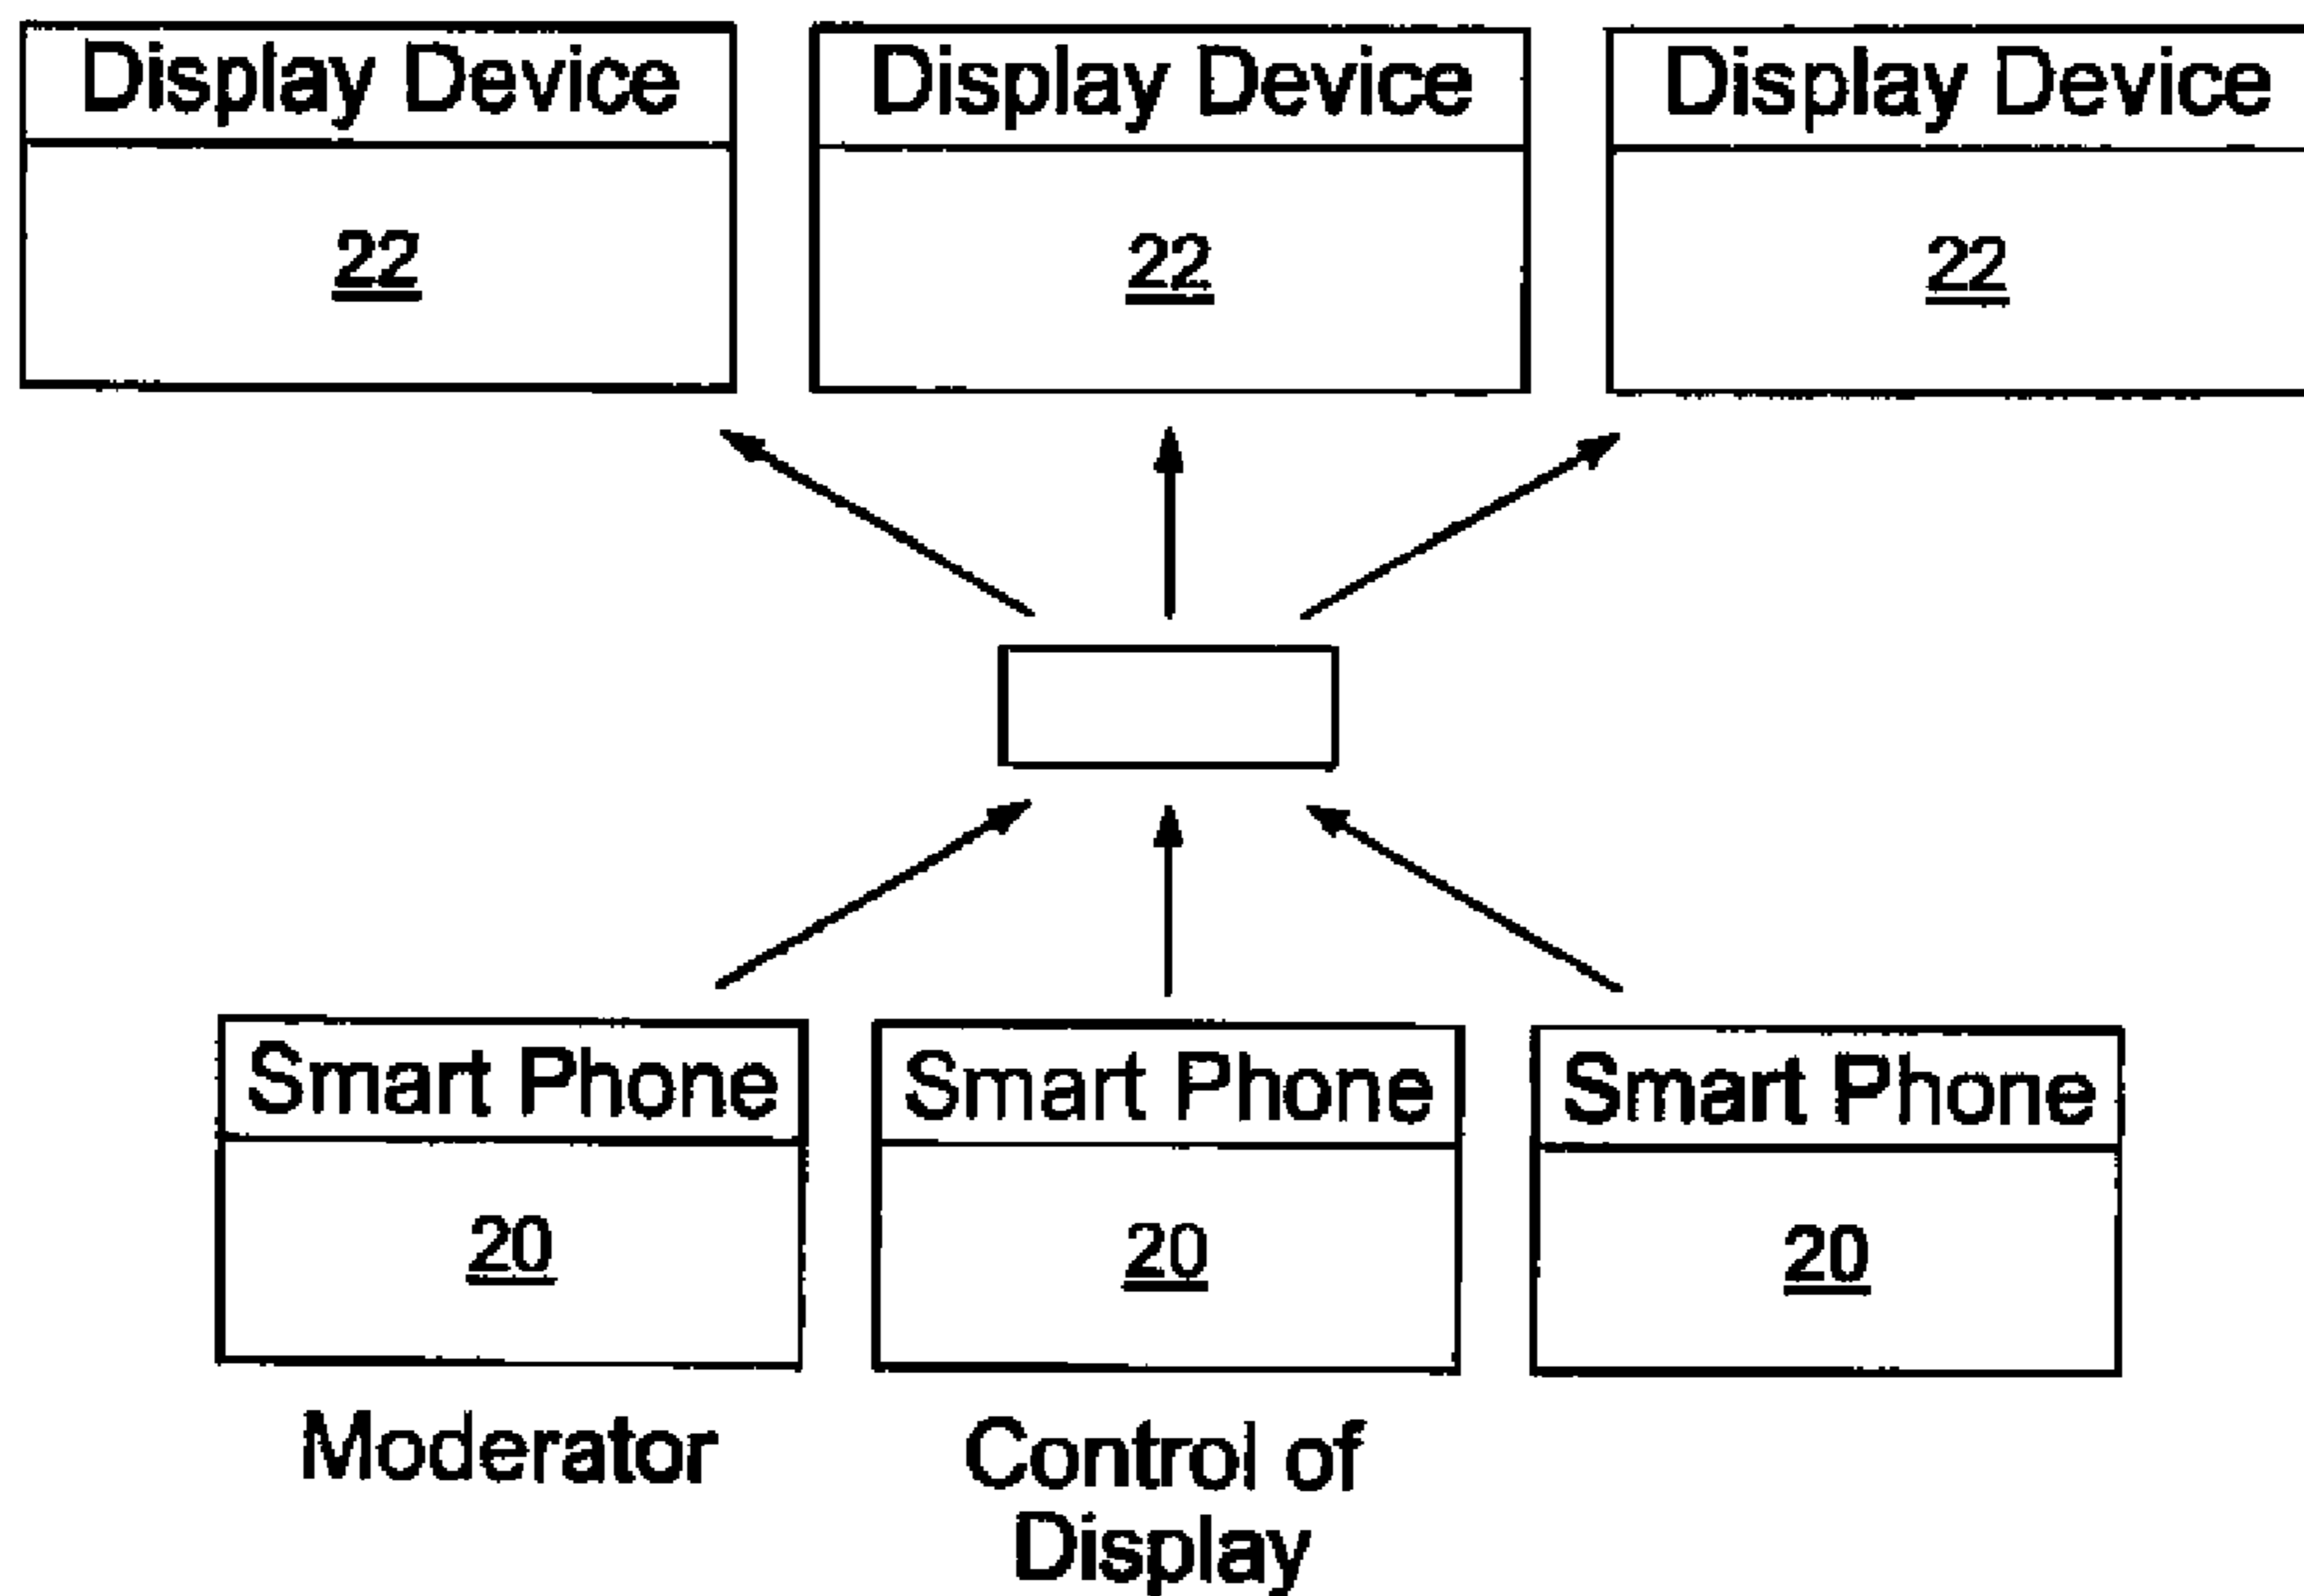 Display Device Display Device Display Device
22 22 22
Smart Phone Smart Phone Smart Phone
20 20 20
Moderator Control of
Display